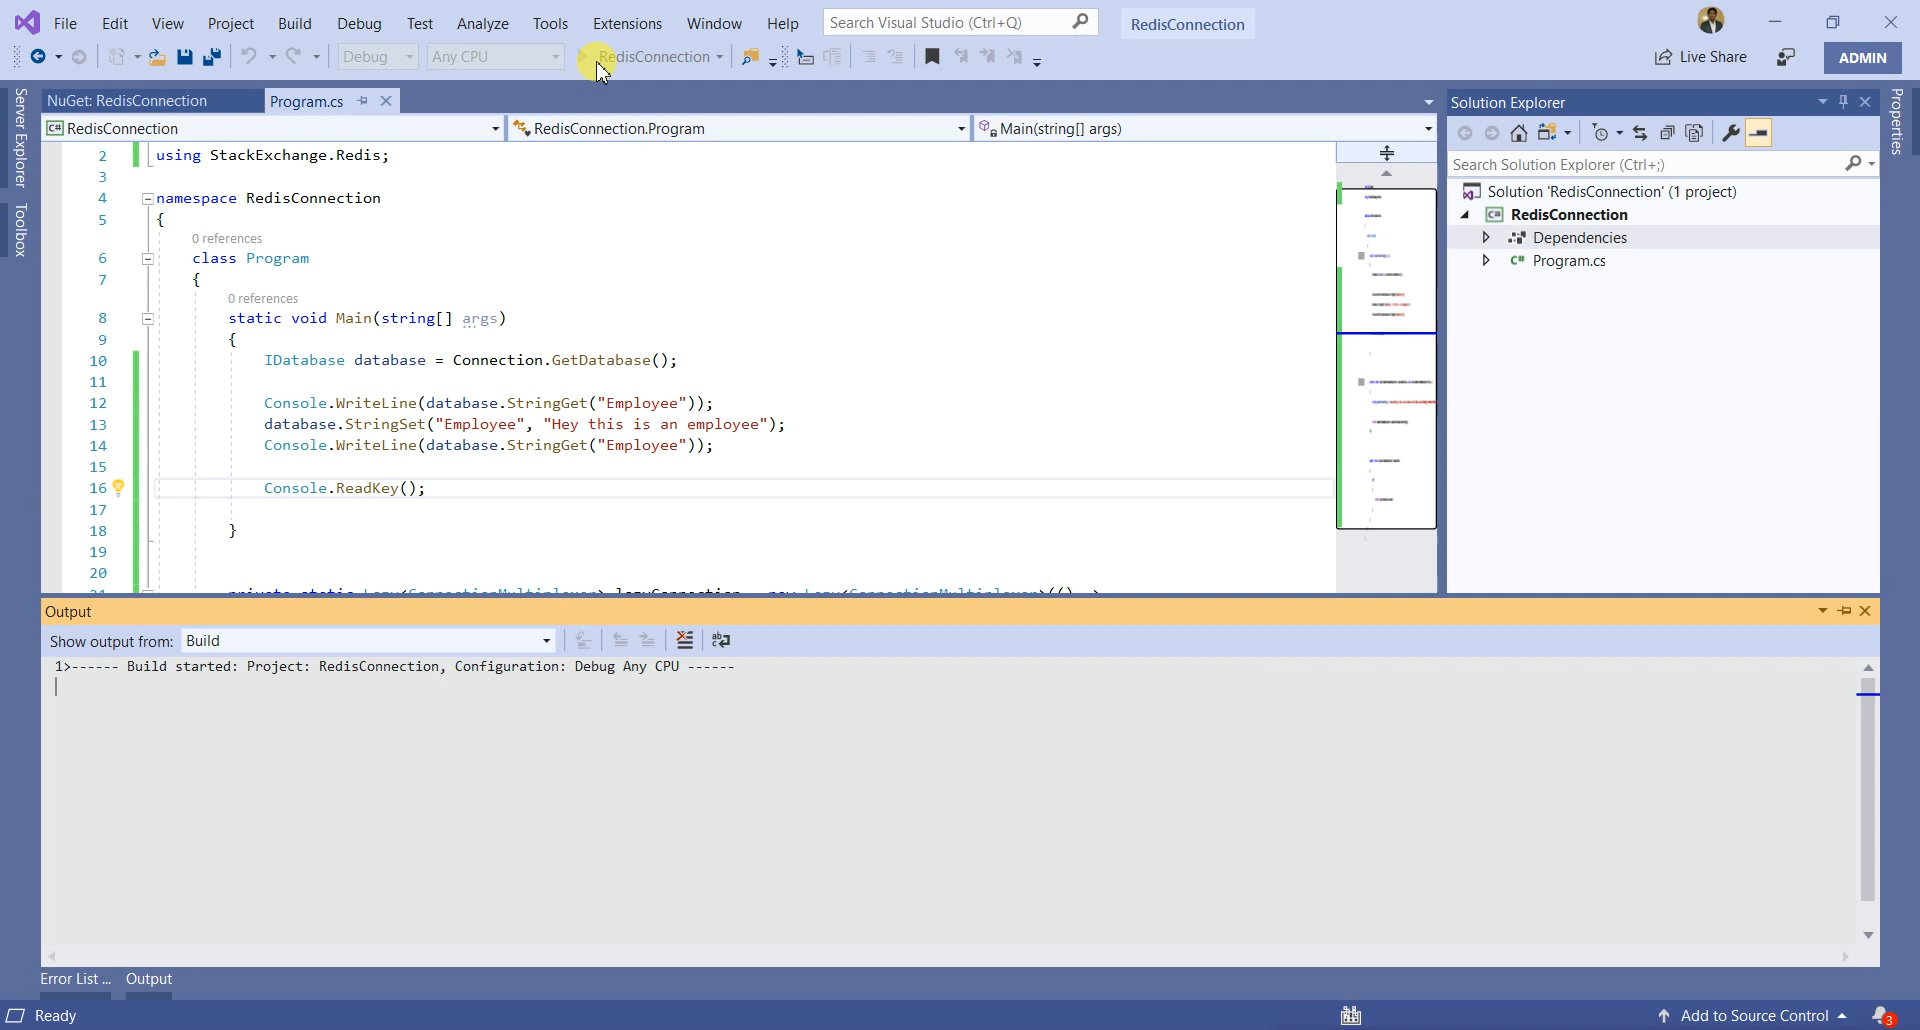 File Edit View Project Build Debug Test Analyze Tools Extensions Window Help Search Visual Studio (Ctrl+Q) RedisConnection
Debug Any CPU RedisConnection Live Share ADMIN
Server Explorer
Toolbox
NuGet: RedisConnection Program.cs
C# RedisConnection RedisConnection.Program Main(string[] args)
2 using StackExchange.Redis;
3
4 namespace RedisConnection
5 {
0 references
6 class Program
7 {
0 references
8 static void Main(string[] args)
9 {
10 IDatabase database = Connection.GetDatabase();
11
12 Console.WriteLine(database.StringGet("Employee"));
13 database.StringSet("Employee", "Hey this is an employee");
14 Console.WriteLine(database.StringGet("Employee"));
15
16 Console.ReadKey();
17
18 }
19
20
Solution Explorer
Search Solution Explorer (Ctrl+;)
Solution 'RedisConnection' (1 project)
C# RedisConnection
Dependencies
C# Program.cs
Properties
Output
Show output from: Build
1>------ Build started: Project: RedisConnection, Configuration: Debug Any CPU ------
Error List ... Output
Ready Add to Source Control 3